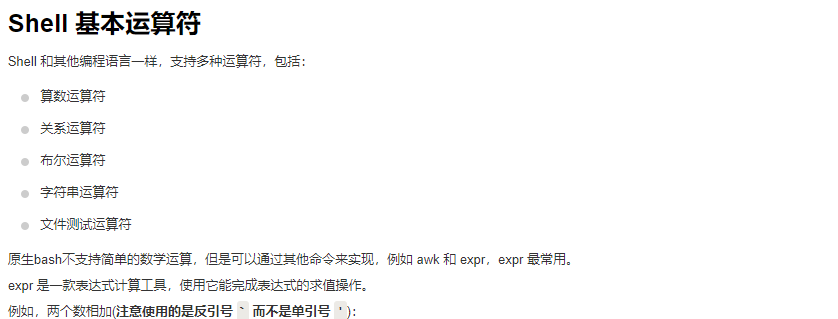 Shell 基本运算符
Shell 和其他编程语言一样，支持多种运算符，包括：
算数运算符
关系运算符
布尔运算符
字符串运算符
文件测试运算符
原生bash不支持简单的数学运算，但是可以通过其他命令来实现，例如 awk 和 expr，expr 最常用。
expr 是一款表达式计算工具，使用它能完成表达式的求值操作。
例如，两个数相加(注意使用的是反引号 ` 而不是单引号 ')：